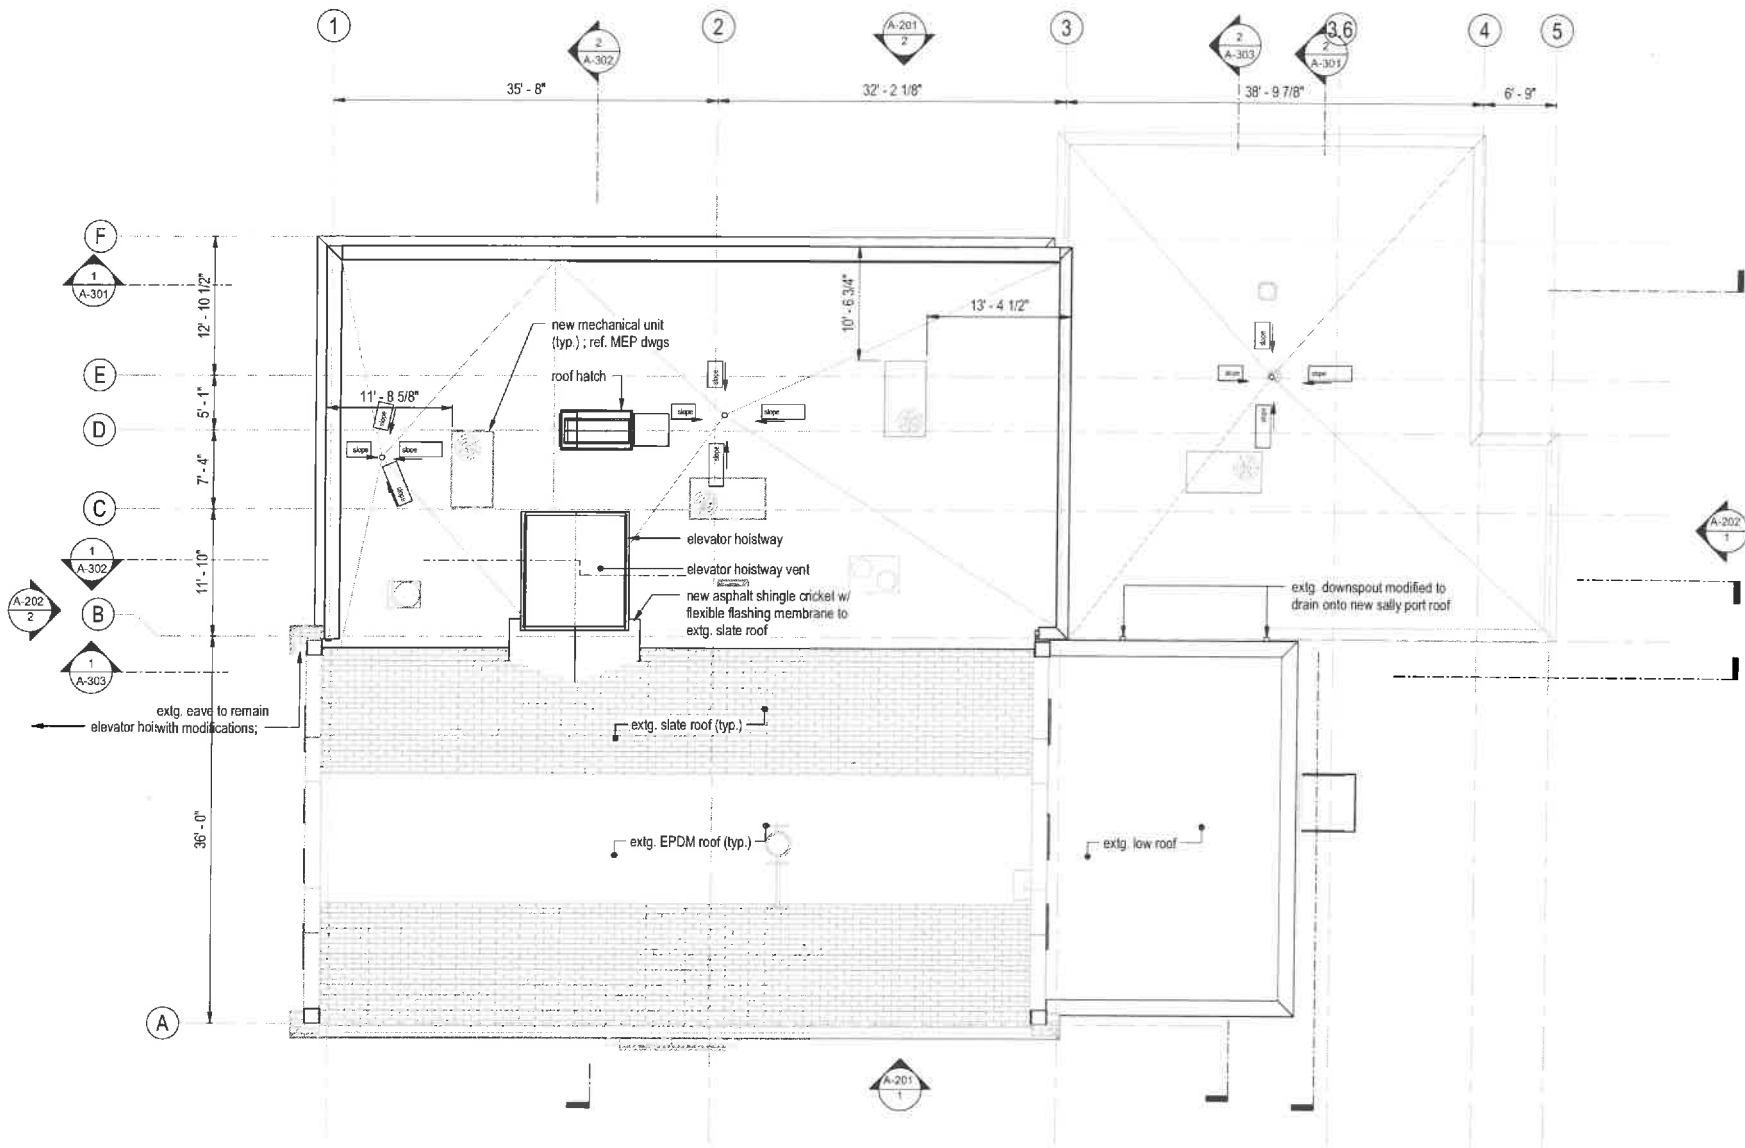 1
2
3
3.6
4
5
2
A-302
A-201
2
2
A-303
2
A-301
35' - 8"
32' - 2 1/8"
38' - 9 7/8"
6' - 9"
F
1
A-301
12' - 10 1/2"
10' - 6 3/4"
13' - 4 1/2"
new mechanical unit
(typ.) ; ref. MEP dwgs
E
roof hatch
5' - 1"
11' - 8 5/8"
D
slope
slope
slope
slope
slope
slope
slope
slope
slope
slope
slope
slope
7' - 4"
C
elevator hoistway
elevator hoistway vent
new asphalt shingle cricket w/
flexible flashing membrane to
extg. slate roof
1
A-302
11' - 10"
A-202
2
B
A-202
1
extg. downspout modified to
drain onto new sally port roof
1
A-303
extg. eave to remain
elevator hoi
with modifications;
extg. slate roof (typ.)
36' - 0"
extg. EPDM roof (typ.)
extg. low roof
A
A-201
1